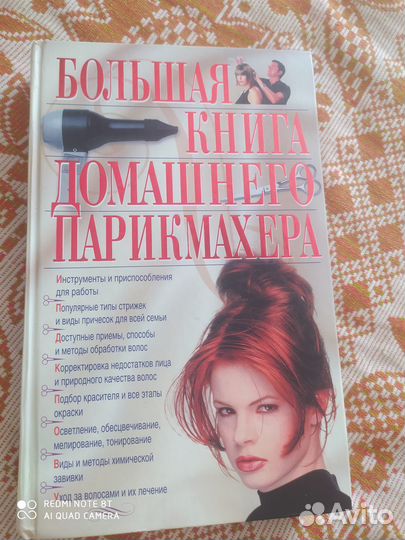 БОЛЬШАЯ
КНИГА
ДОМАШНЕГО
ПАРИКМАХЕРА
Инструменты и приспособления
для работы
Популярные типы стрижек
и виды причесок для всей семьи
Доступные приемы, способы
и методы обработки волос
Корректировка недостатков лица
и природного качества волос
Подбор красителя и все этапы
окраски
Осветление, обесцвечивание,
мелирование, тонирование
Виды и методы химической
завивки
Уход за волосами и их лечение
REDMI NOTE 8T
AI QUAD CAMERA
Avito